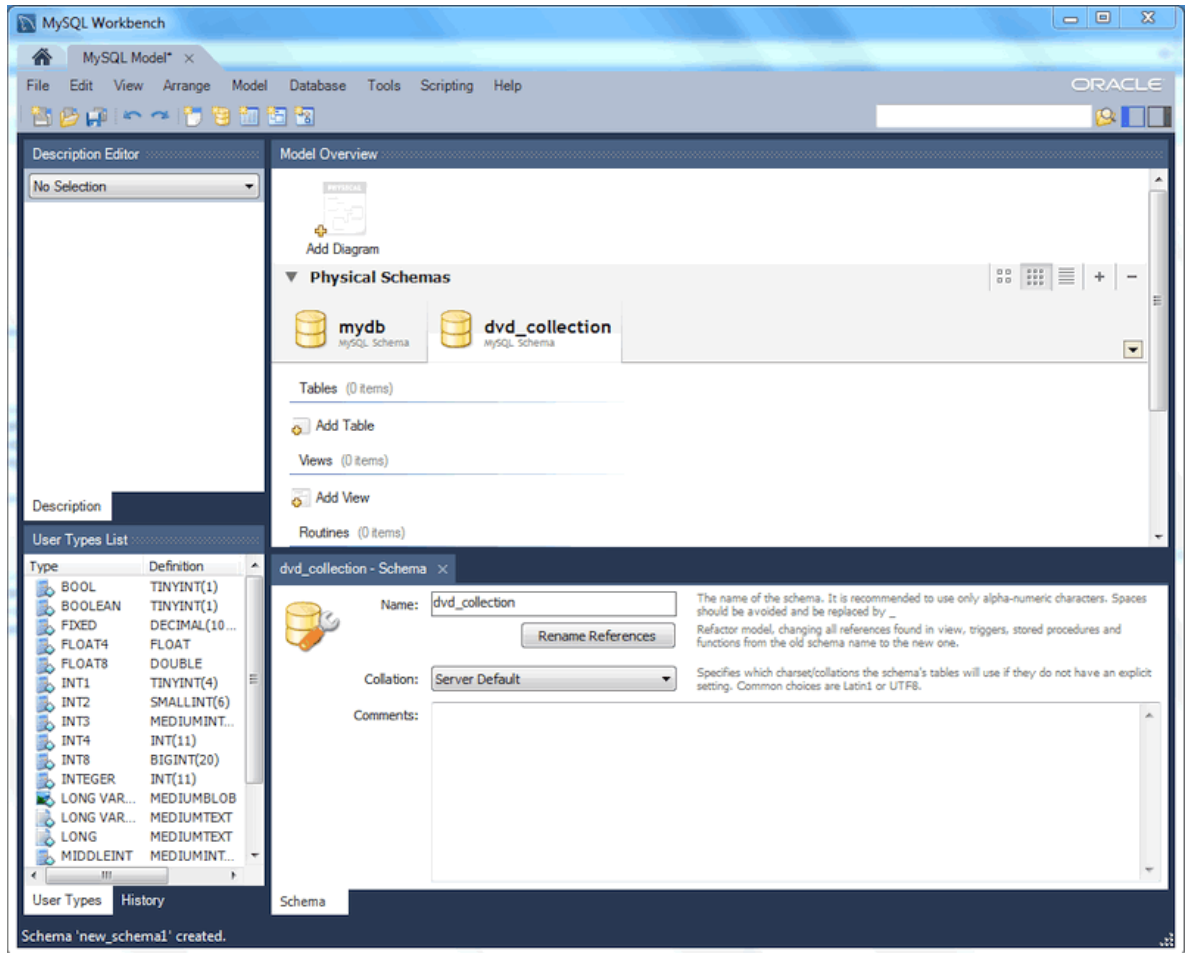 MySQL Workbench
MySQL Model*
File Edit View Arrange Model Database Tools Scripting Help
ORACLE
Description Editor
No Selection
Description
Model Overview
PHYSICAL
Add Diagram
Physical Schemas
mydb
MySQL Schema
dvd_collection
MySQL Schema
Tables (0 items)
Add Table
Views (0 items)
Add View
Routines (0 items)
User Types List
Type Definition
BOOL TINYINT(1)
BOOLEAN TINYINT(1)
FIXED DECIMAL(10...
FLOAT4 FLOAT
FLOAT8 DOUBLE
INT1 TINYINT(4)
INT2 SMALLINT(6)
INT3 MEDIUMINT...
INT4 INT(11)
INT8 BIGINT(20)
INTEGER INT(11)
LONG VAR... MEDIUMBLOB
LONG VAR... MEDIUMTEXT
LONG MEDIUMTEXT
MIDDLEINT MEDIUMINT...
User Types History
dvd_collection - Schema
Name: dvd_collection
The name of the schema. It is recommended to use only alpha-numeric characters. Spaces
should be avoided and be replaced by _
Rename References
Refactor model, changing all references found in view, triggers, stored procedures and
functions from the old schema name to the new one.
Collation: Server Default
Specifies which charset/collations the schema's tables will use if they do not have an explicit
setting. Common choices are Latin1 or UTF8.
Comments:
Schema
Schema 'new_schema1' created.